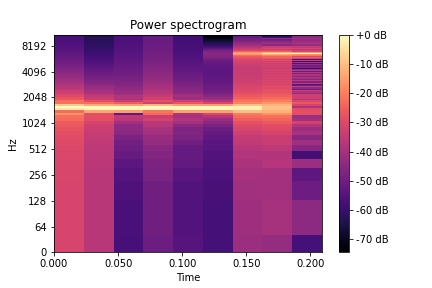 Power spectrogram
8192
4096
2048
1024
512
256
128
64
0
Hz
0.000 0.050 0.100 0.150 0.200
Time
+0 dB
-10 dB
-20 dB
-30 dB
-40 dB
-50 dB
-60 dB
-70 dB